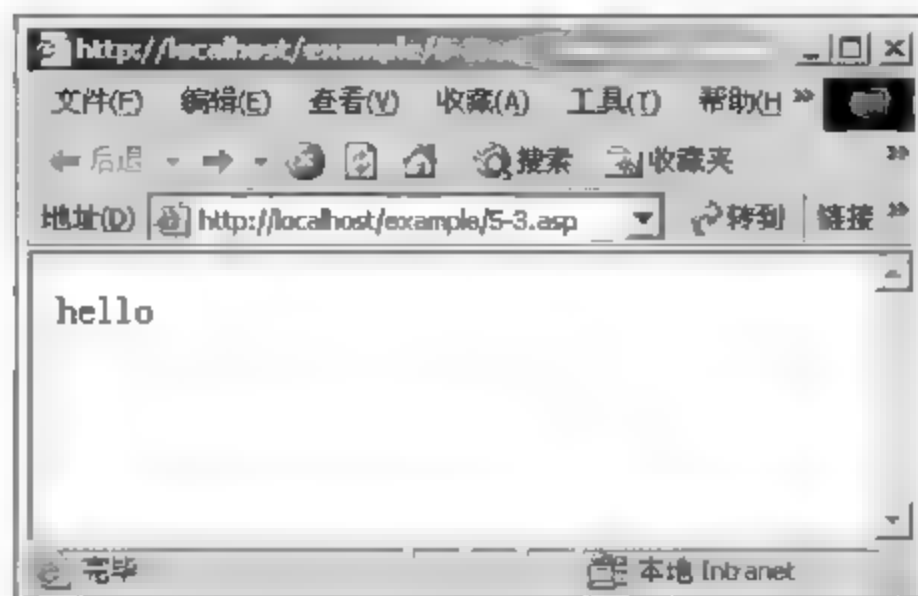 http://localhost/example/
文件(F) 编辑(E) 查看(V) 收藏(A) 工具(T) 帮助(H »
后退 搜索 收藏夹 »
地址(D) http://localhost/example/5-3.asp 转到 链接 »
hello
完毕 本地 Intranet